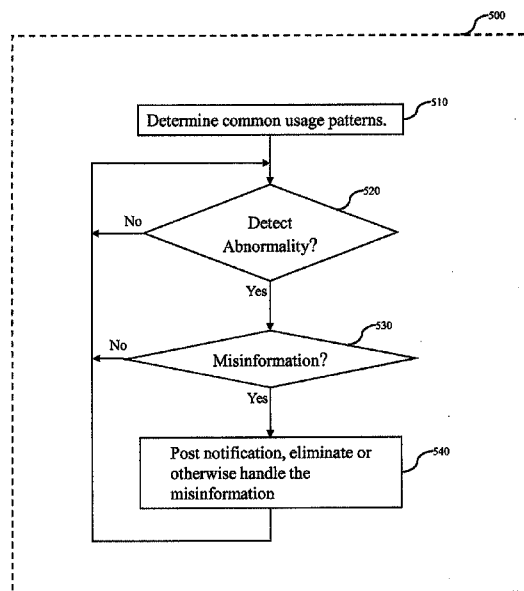 500
Determine common usage patterns.
510
520
No
Detect
Abnormality?
Yes
530
No
Misinformation?
Yes
Post notification, eliminate or
otherwise handle the
misinformation
540